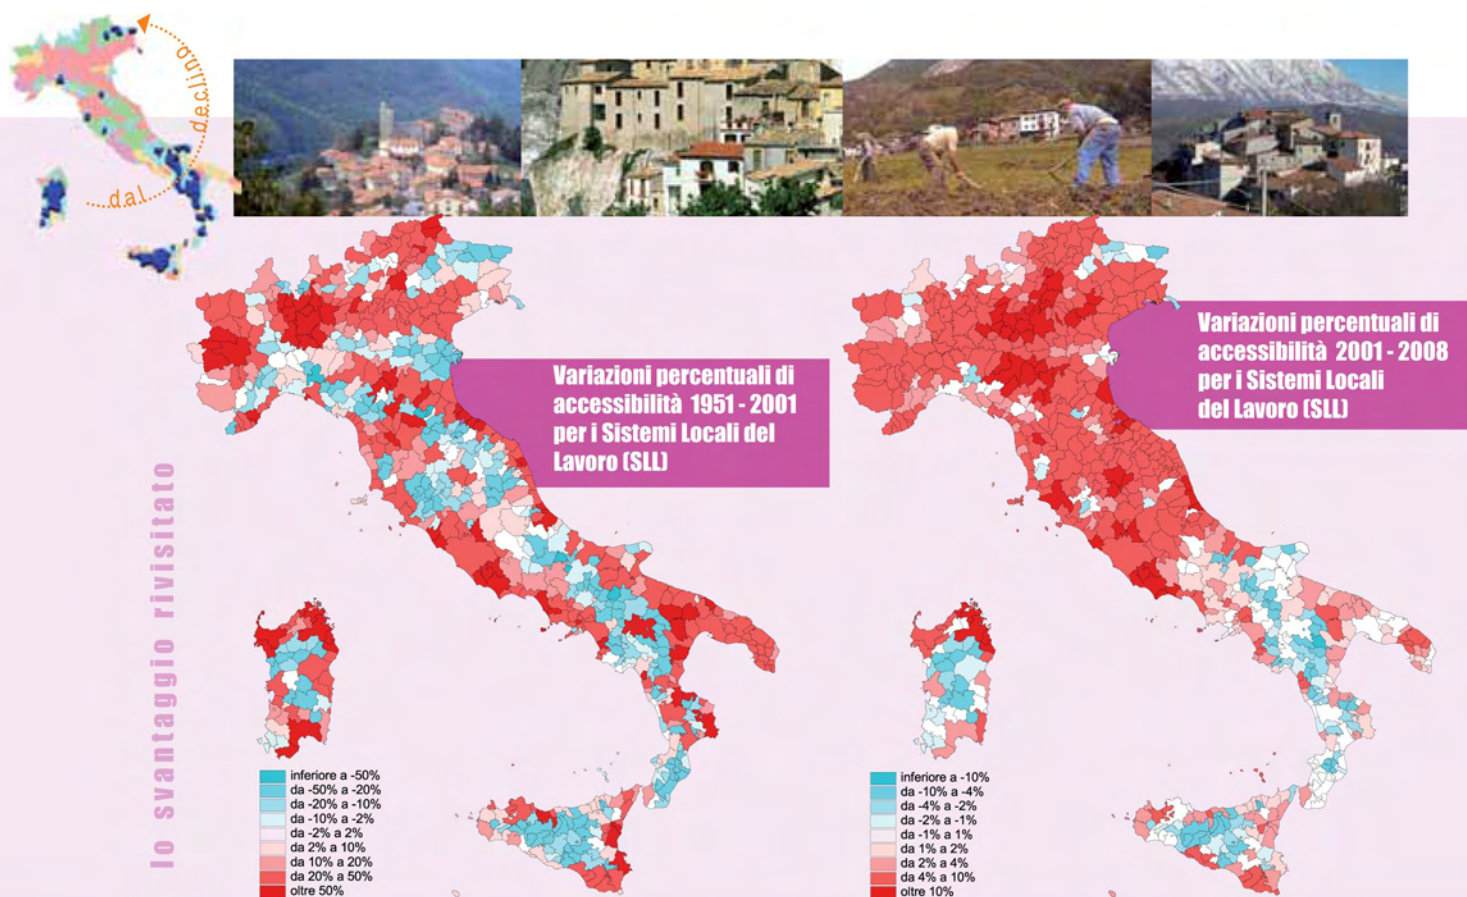 dal declino
Variazioni percentuali di
accessibilità 1951 - 2001
per i Sistemi Locali del
Lavoro (SLL)
Variazioni percentuali di
accessibilità 2001 - 2008
per i Sistemi Locali
del Lavoro (SLL)
lo svantaggio rivisitato
inferiore a -50%
da -50% a -20%
da -20% a -10%
da -10% a -2%
da -2% a 2%
da 2% a 10%
da 10% a 20%
da 20% a 50%
oltre 50%
inferiore a -10%
da -10% a -4%
da -4% a -2%
da -2% a -1%
da -1% a 1%
da 1% a 2%
da 2% a 4%
da 4% a 10%
oltre 10%